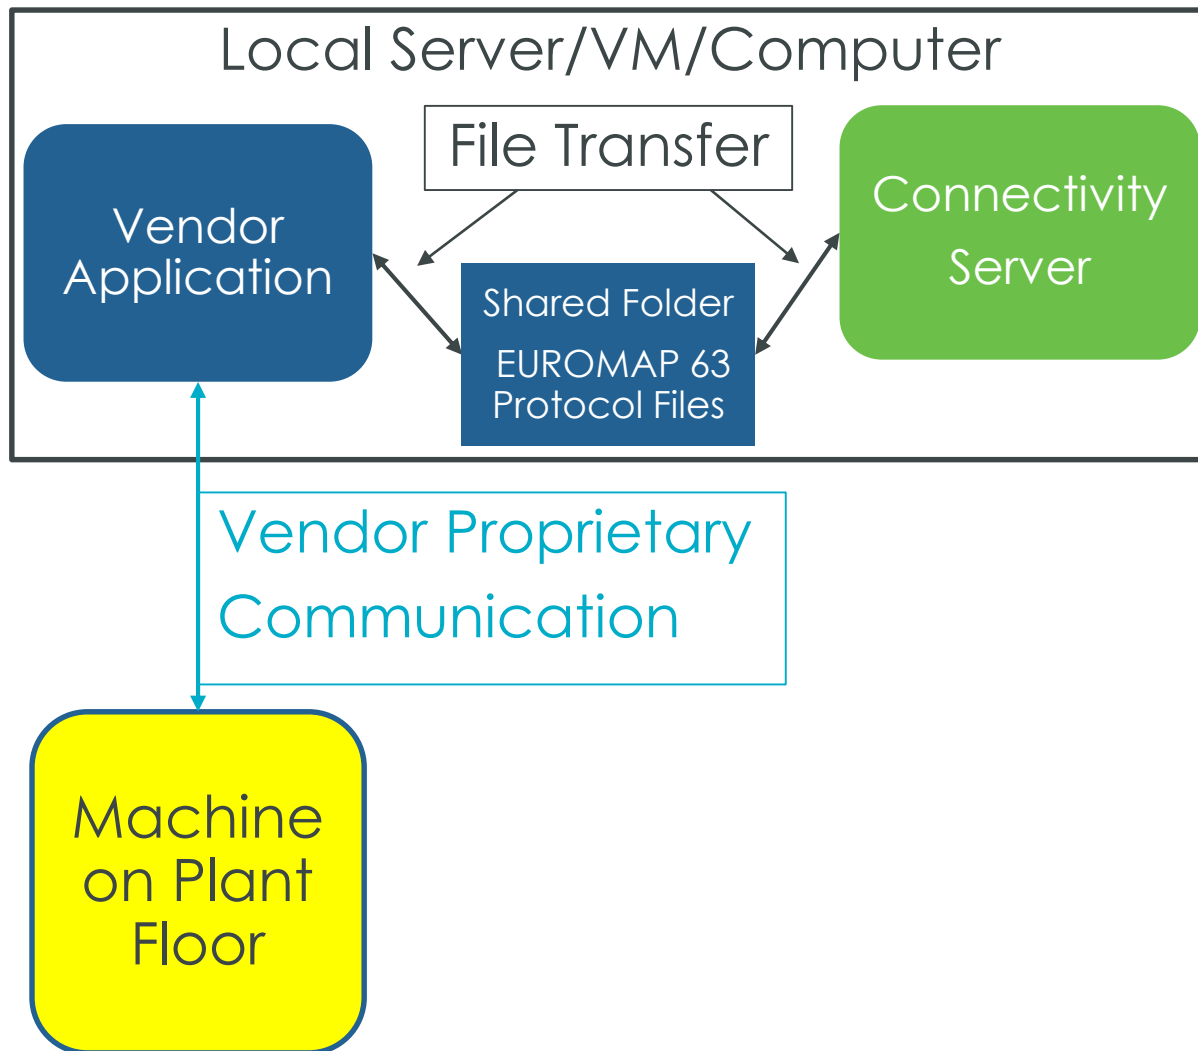 Local Server/VM/Computer
File Transfer
Vendor
Application
Connectivity
Server
Shared Folder
EUROMAP 63
Protocol Files
Vendor Proprietary
Communication
Machine
on Plant
Floor